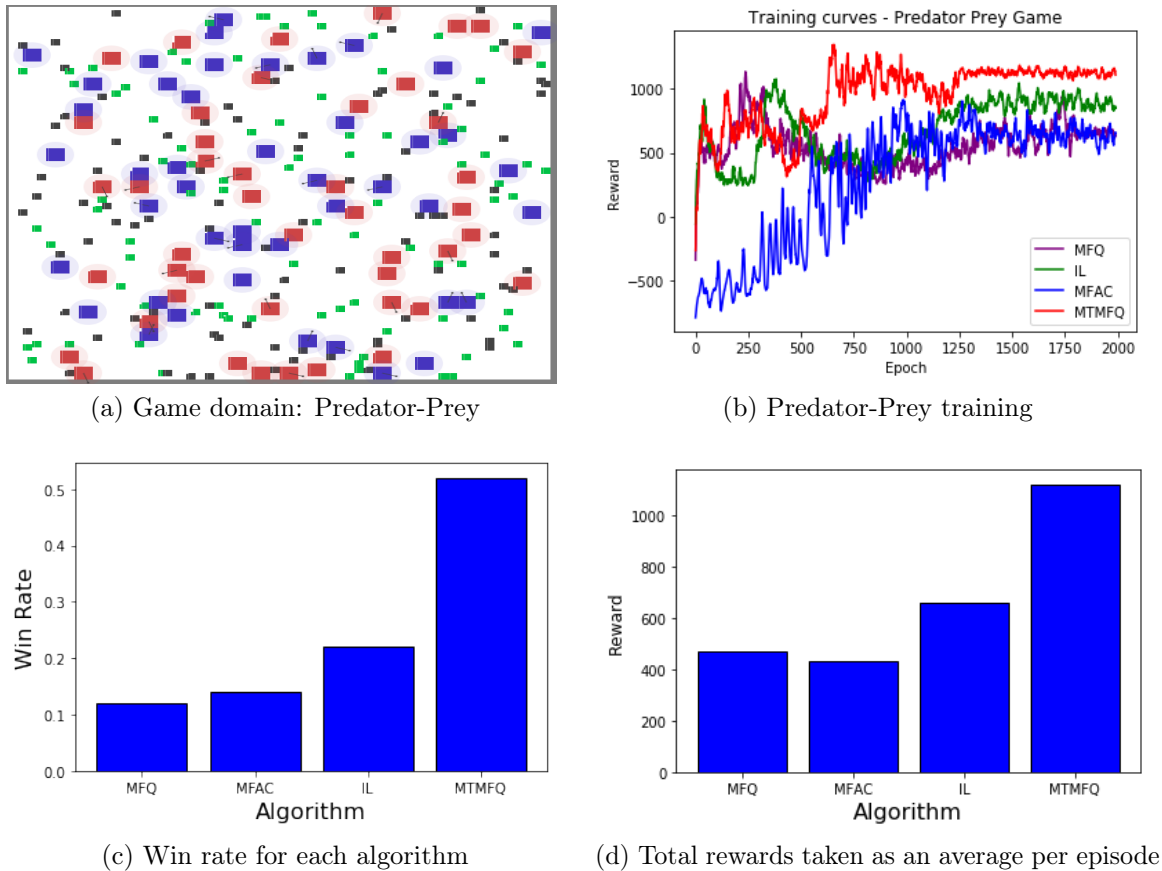 Training curves - Predator Prey Game
1000
500
0
−500
Reward
MFQ
IL
MFAC
MTMFQ
0 250 500 750 1000 1250 1500 1750 2000
Epoch
(a) Game domain: Predator-Prey
(b) Predator-Prey training
0.5
0.4
0.3
0.2
0.1
0.0
Win Rate
MFQ MFAC IL MTMFQ
Algorithm
1000
800
600
400
200
0
Reward
MFQ MFAC IL MTMFQ
Algorithm
(c) Win rate for each algorithm
(d) Total rewards taken as an average per episode